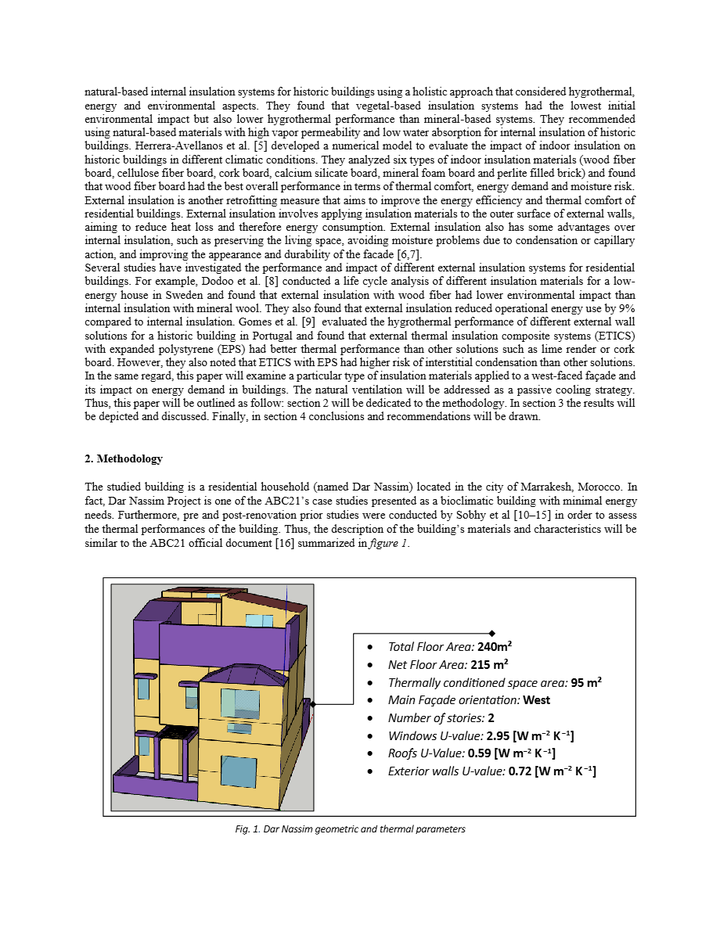 natural-based internal insulation systems for historic buildings using a holistic approach that considered hygrothermal,
energy and environmental aspects. They found that vegetal-based insulation systems had the lowest initial
environmental impact but also lower hygrothermal performance than mineral-based systems. They recommended
using natural-based materials with high vapor permeability and low water absorption for internal insulation of historic
buildings. Herrera-Avellanos et al. [5] developed a numerical model to evaluate the impact of indoor insulation on
historic buildings in different climatic conditions. They analyzed six types of indoor insulation materials (wood fiber
board, cellulose fiber board, cork board, calcium silicate board, mineral foam board and perlite filled brick) and found
that wood fiber board had the best overall performance in terms of thermal comfort, energy demand and moisture risk.
External insulation is another retrofitting measure that aims to improve the energy efficiency and thermal comfort of
residential buildings. External insulation involves applying insulation materials to the outer surface of external walls,
aiming to reduce heat loss and therefore energy consumption. External insulation also has some advantages over
internal insulation, such as preserving the living space, avoiding moisture problems due to condensation or capillary
action, and improving the appearance and durability of the facade [6,7].
Several studies have investigated the performance and impact of different external insulation systems for residential
buildings. For example, Dodoo et al. [8] conducted a life cycle analysis of different insulation materials for a low-
energy house in Sweden and found that external insulation with wood fiber had lower environmental impact than
internal insulation with mineral wool. They also found that external insulation reduced operational energy use by 9%
compared to internal insulation. Gomes et al. [9] evaluated the hygrothermal performance of different external wall
solutions for a historic building in Portugal and found that external thermal insulation composite systems (ETICS)
with expanded polystyrene (EPS) had better thermal performance than other solutions such as lime render or cork
board. However, they also noted that ETICS with EPS had higher risk of interstitial condensation than other solutions.
In the same regard, this paper will examine a particular type of insulation materials applied to a west-faced façade and
its impact on energy demand in buildings. The natural ventilation will be addressed as a passive cooling strategy.
Thus, this paper will be outlined as follow: section 2 will be dedicated to the methodology. In section 3 the results will
be depicted and discussed. Finally, in section 4 conclusions and recommendations will be drawn.
2. Methodology
The studied building is a residential household (named Dar Nassim) located in the city of Marrakesh, Morocco. In
fact, Dar Nassim Project is one of the ABC21’s case studies presented as a bioclimatic building with minimal energy
needs. Furthermore, pre and post-renovation prior studies were conducted by Sobhy et al [10–15] in order to assess
the thermal performances of the building. Thus, the description of the building’s materials and characteristics will be
similar to the ABC21 official document [16] summarized in figure 1.
• Total Floor Area: 240m²
• Net Floor Area: 215 m²
• Thermally conditioned space area: 95 m²
• Main Façade orientation: West
• Number of stories: 2
• Windows U-value: 2.95 [W m⁻² K⁻¹]
• Roofs U-Value: 0.59 [W m⁻² K⁻¹]
• Exterior walls U-value: 0.72 [W m⁻² K⁻¹]
Fig. 1. Dar Nassim geometric and thermal parameters